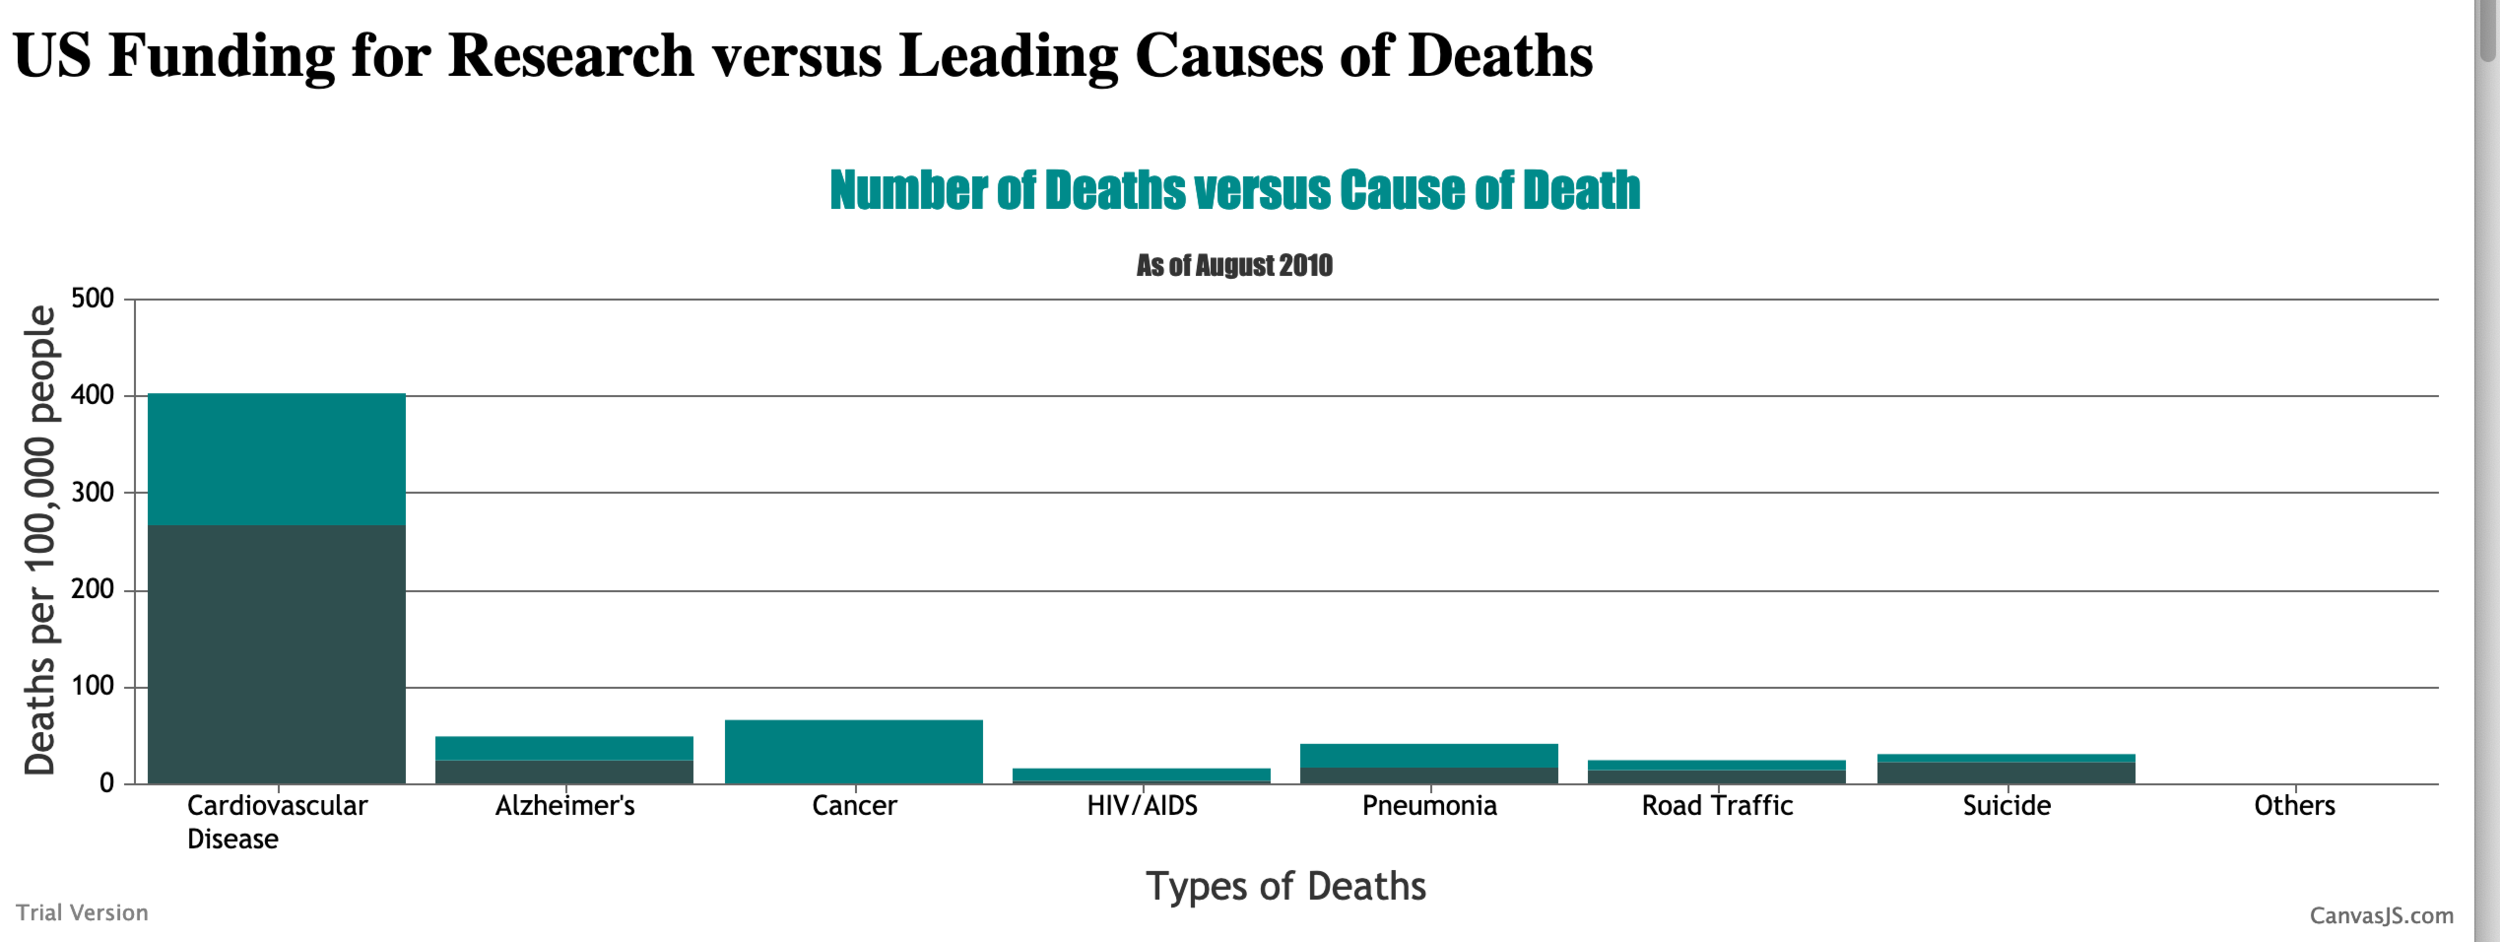 US Funding for Research versus Leading Causes of Deaths
Number of Deaths versus Cause of Death
As of August 2010
Deaths per 100,000 people
500
400
300
200
100
0
Cardiovascular
Disease
Alzheimer's
Cancer
HIV/AIDS
Pneumonia
Road Traffic
Suicide
Others
Types of Deaths
Trial Version
CanvasJS.com